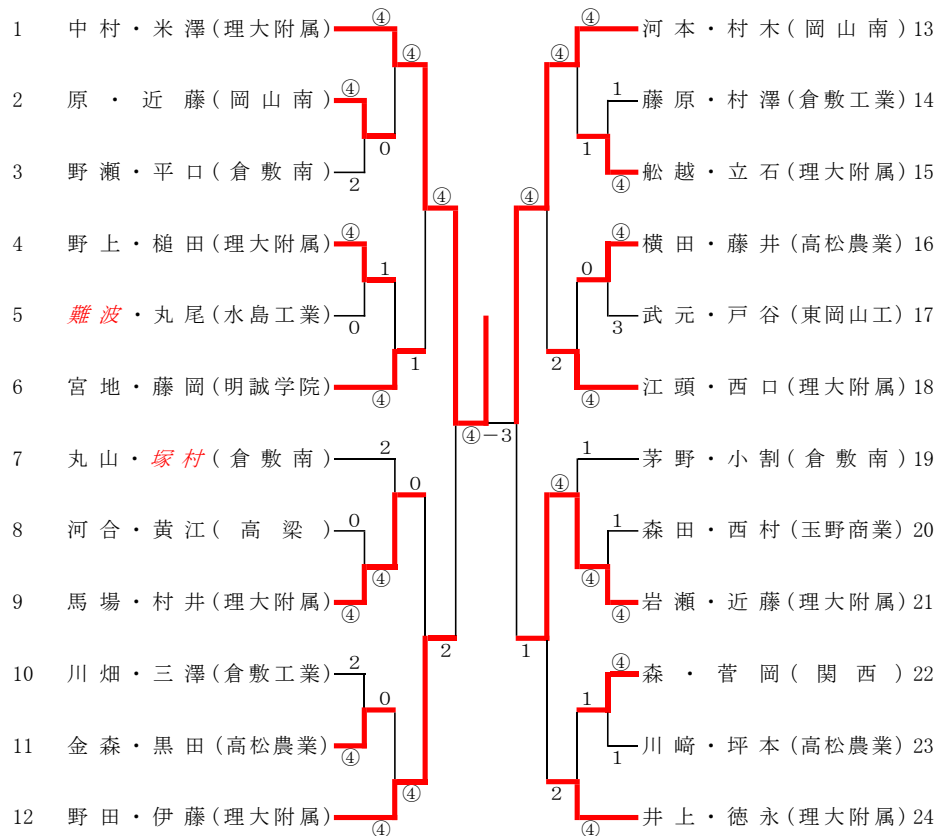 1 中村・米澤(理大附属) ④ ④ 河本・村木(岡山南) 13
④ ④
2 原・近藤(岡山南) ④ 1 藤原・村澤(倉敷工業) 14
0 1
3 野瀬・平口(倉敷南) 2 ④ 舩越・立石(理大附属) 15
④ ④
4 野上・槌田(理大附属) ④ ④ 横田・藤井(高松農業) 16
1 0
5 難波・丸尾(水島工業) 0 3 武元・戸谷(東岡山工) 17
1 2
6 宮地・藤岡(明誠学院) ④ ④ 江頭・西口(理大附属) 18
④-3
7 丸山・塚村(倉敷南) 2 1 茅野・小割(倉敷南) 19
0 ④
8 河合・黄江(高梁) 0 1 森田・西村(玉野商業) 20
④ ④
9 馬場・村井(理大附属) ④ ④ 岩瀬・近藤(理大附属) 21
2 1
10 川畑・三澤(倉敷工業) 2 ④ 森・菅岡(関西) 22
0 1
11 金森・黒田(高松農業) ④ 1 川﨑・坪本(高松農業) 23
④ 2
12 野田・伊藤(理大附属) ④ ④ 井上・徳永(理大附属) 24